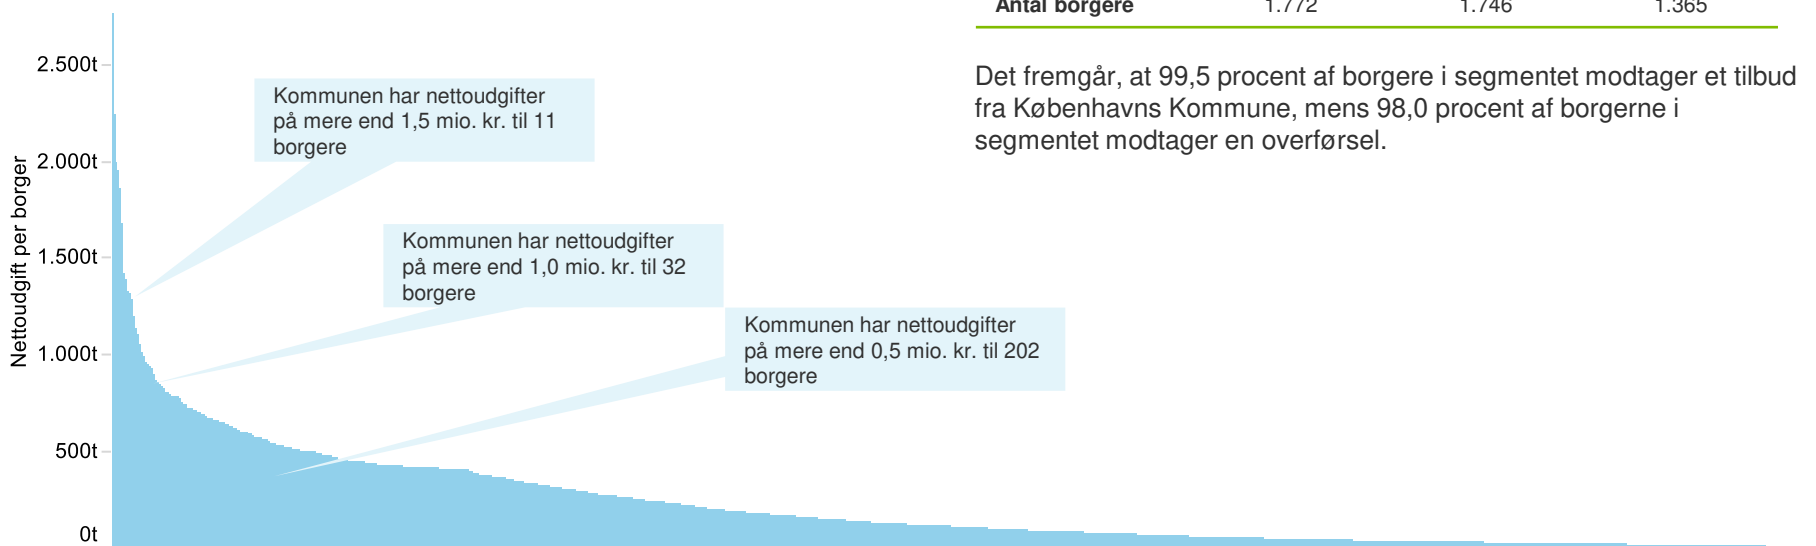 Antal borgere 1.772 1.746 1.365
Det fremgår, at 99,5 procent af borgere i segmentet modtager et tilbud
fra Københavns Kommune, mens 98,0 procent af borgerne i
segmentet modtager en overførsel.
Nettoudgift per borger
2.500t
2.000t
1.500t
1.000t
500t
0t
Kommunen har nettoudgifter
på mere end 1,5 mio. kr. til 11
borgere
Kommunen har nettoudgifter
på mere end 1,0 mio. kr. til 32
borgere
Kommunen har nettoudgifter
på mere end 0,5 mio. kr. til 202
borgere